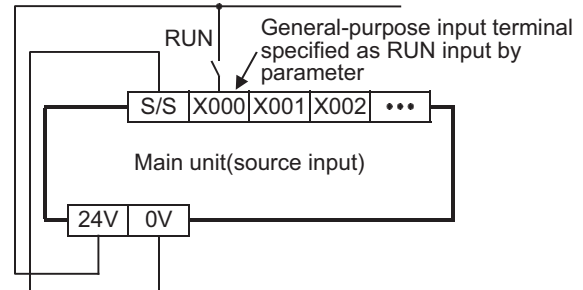 RUN
General-purpose input terminal
specified as RUN input by
parameter
S/S X000 X001 X002 •••
Main unit(source input)
24V 0V